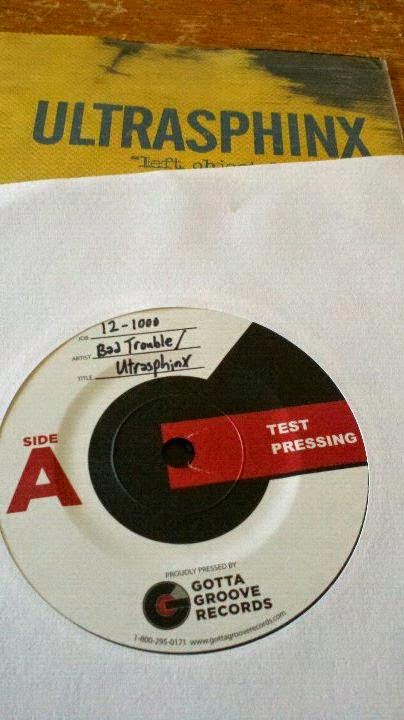 ULTRASPHINX
"left
JOB 12-1000
ARTIST Bad Trouble/
TITLE Ultrasphinx
SIDE
A
TEST
PRESSING
PROUDLY PRESSED BY
GOTTA
GROOVE
RECORDS
1-800-295-0171 www.gottagrooverecords.com